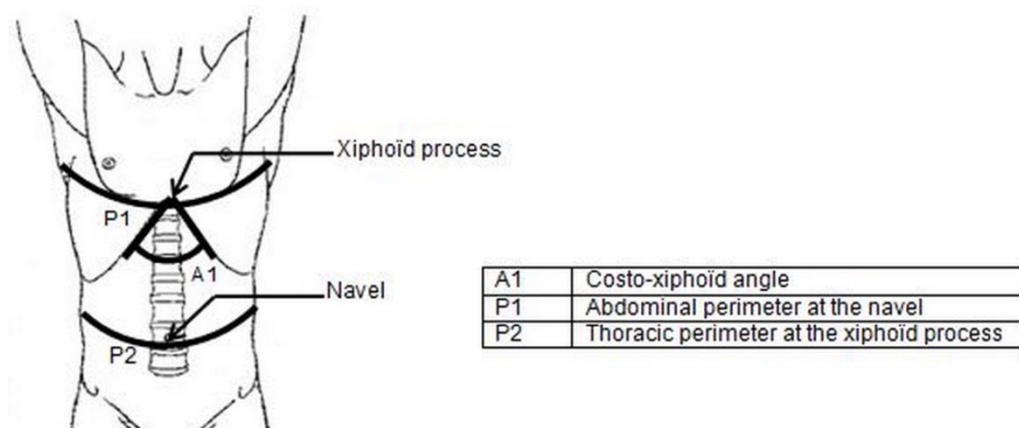 Xiphoïd process
P1
A1
Navel
P2
A1 Costo-xiphoïd angle
P1 Abdominal perimeter at the navel
P2 Thoracic perimeter at the xiphoïd process